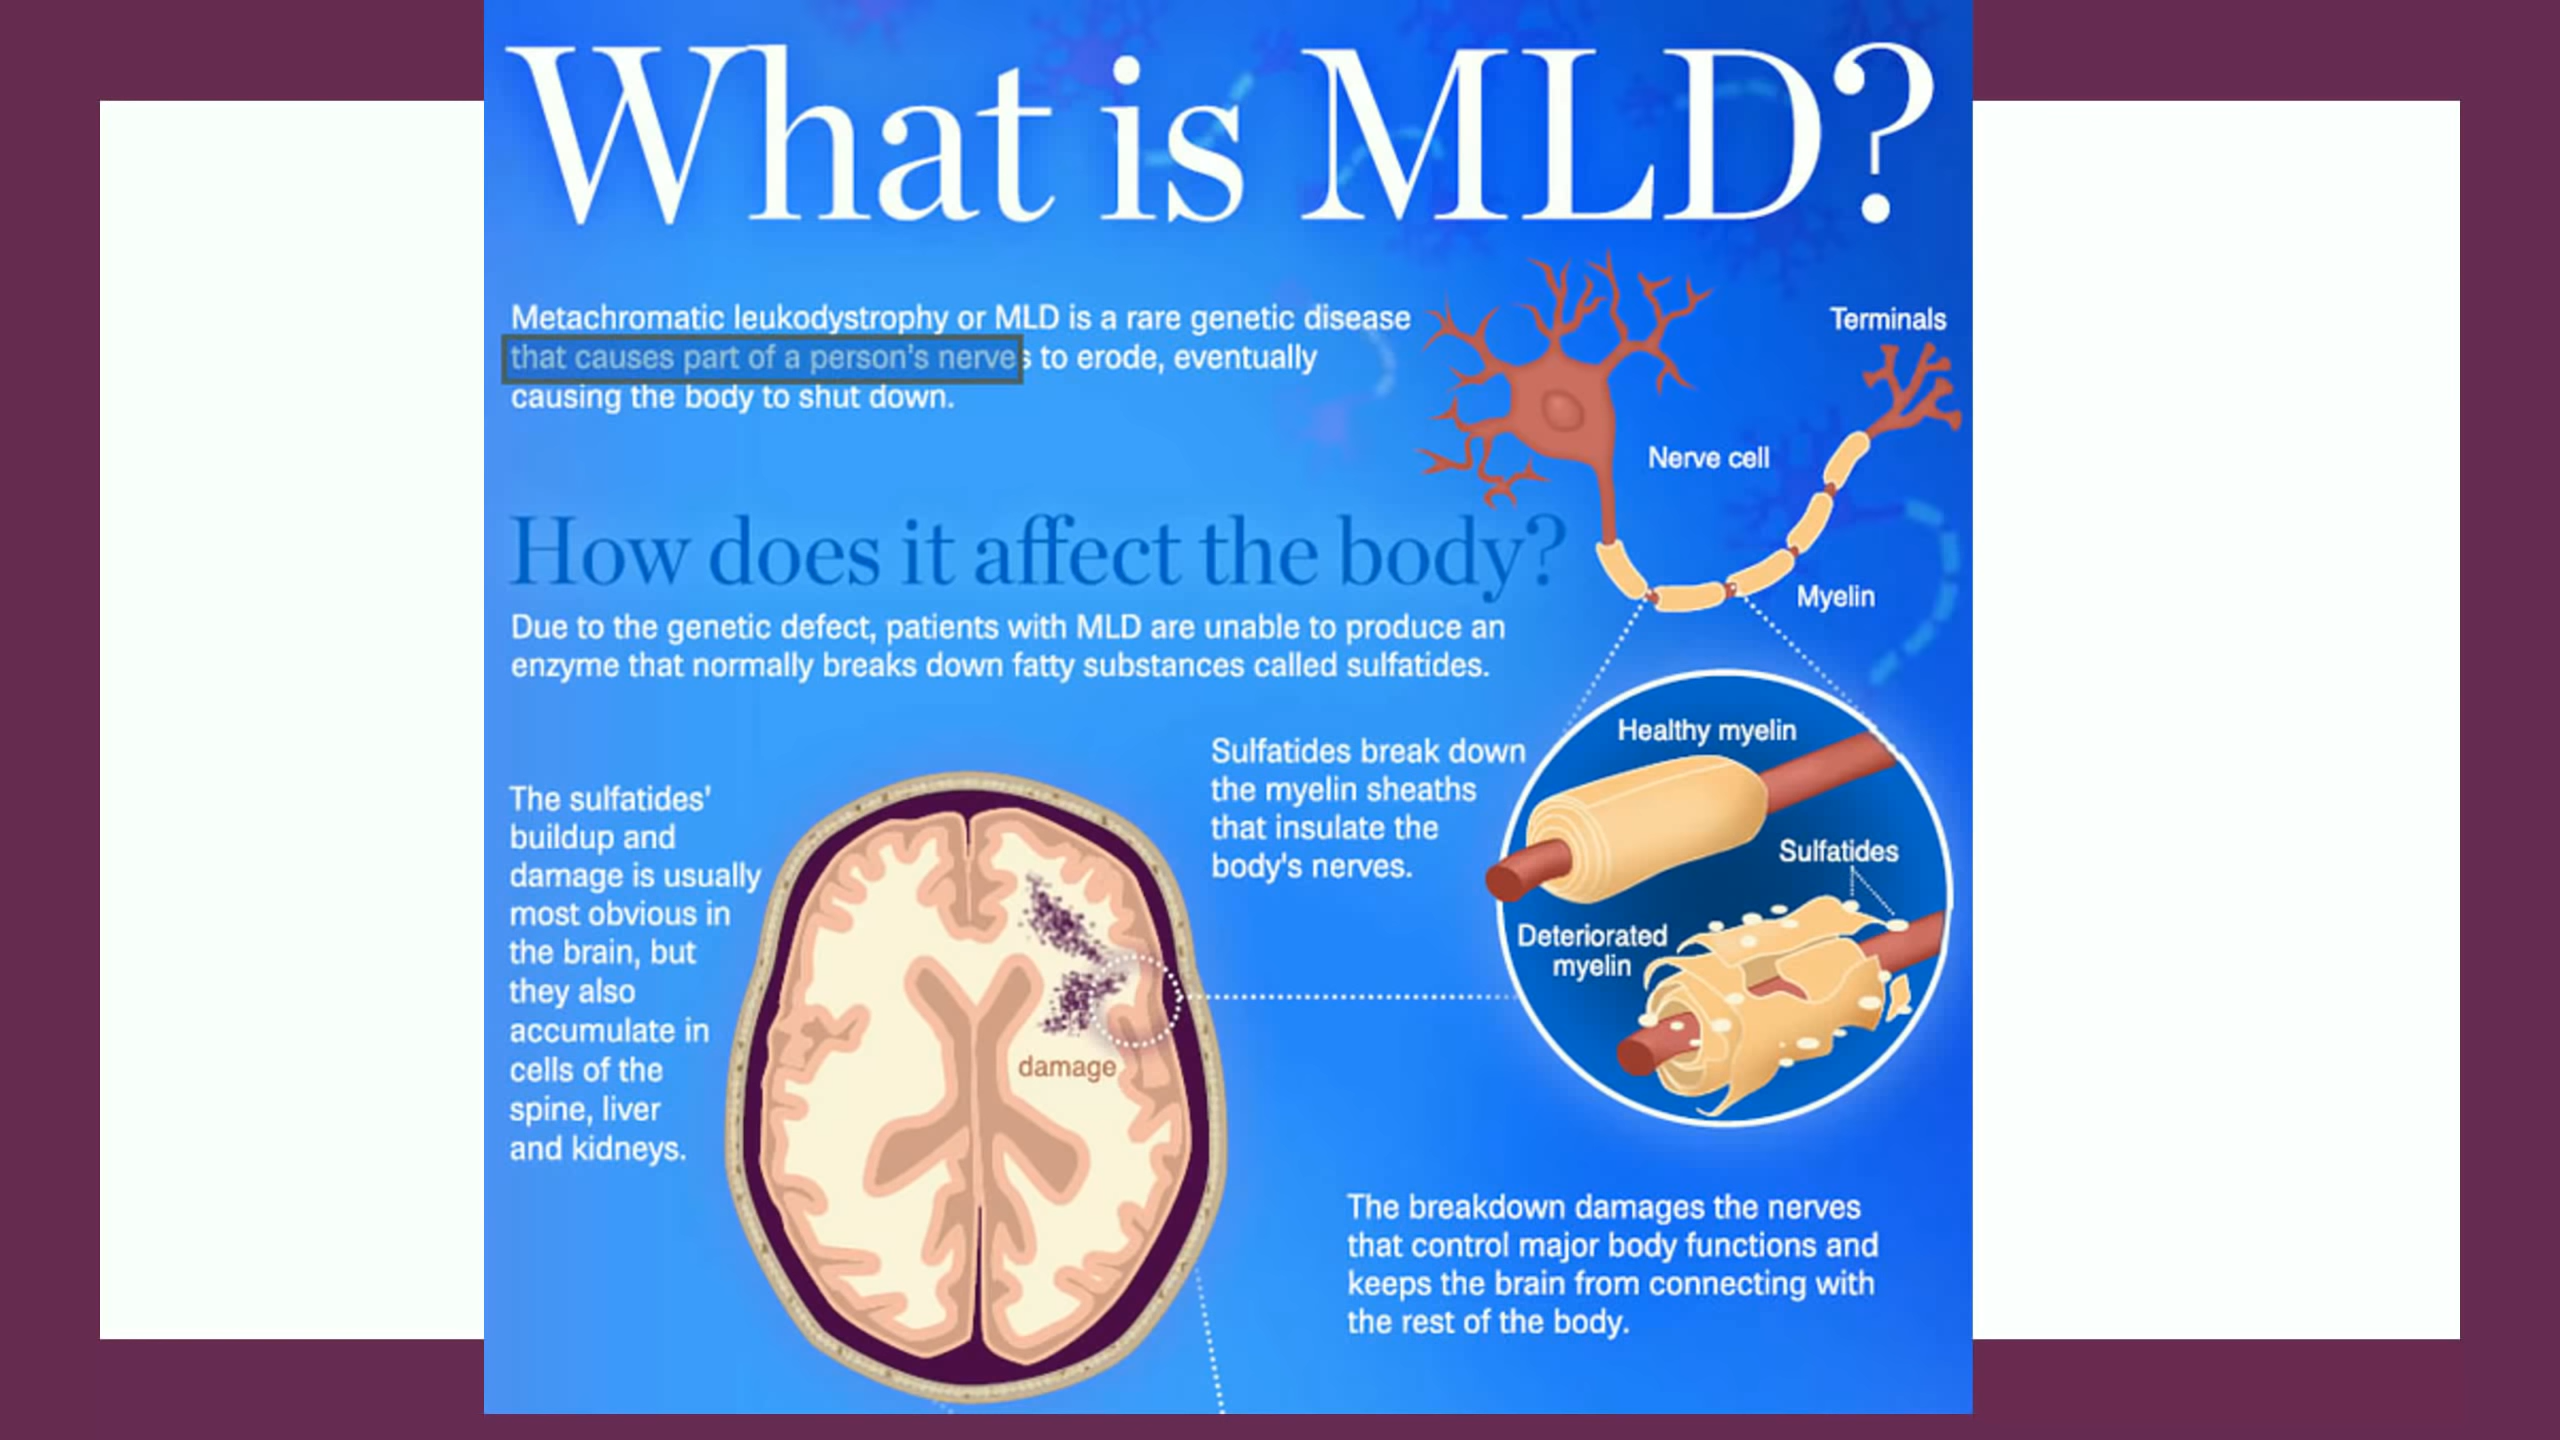 What is MLD?
Metachromatic leukodystrophy or MLD is a rare genetic disease
that causes part of a person's nerves to erode, eventually
causing the body to shut down.
Terminals
Nerve cell
Myelin
How does it affect the body?
Due to the genetic defect, patients with MLD are unable to produce an
enzyme that normally breaks down fatty substances called sulfatides.
The sulfatides'
buildup and
damage is usually
most obvious in
the brain, but
they also
accumulate in
cells of the
spine, liver
and kidneys.
damage
Sulfatides break down
the myelin sheaths
that insulate the
body's nerves.
Healthy myelin
Sulfatides
Deteriorated
myelin
The breakdown damages the nerves
that control major body functions and
keeps the brain from connecting with
the rest of the body.